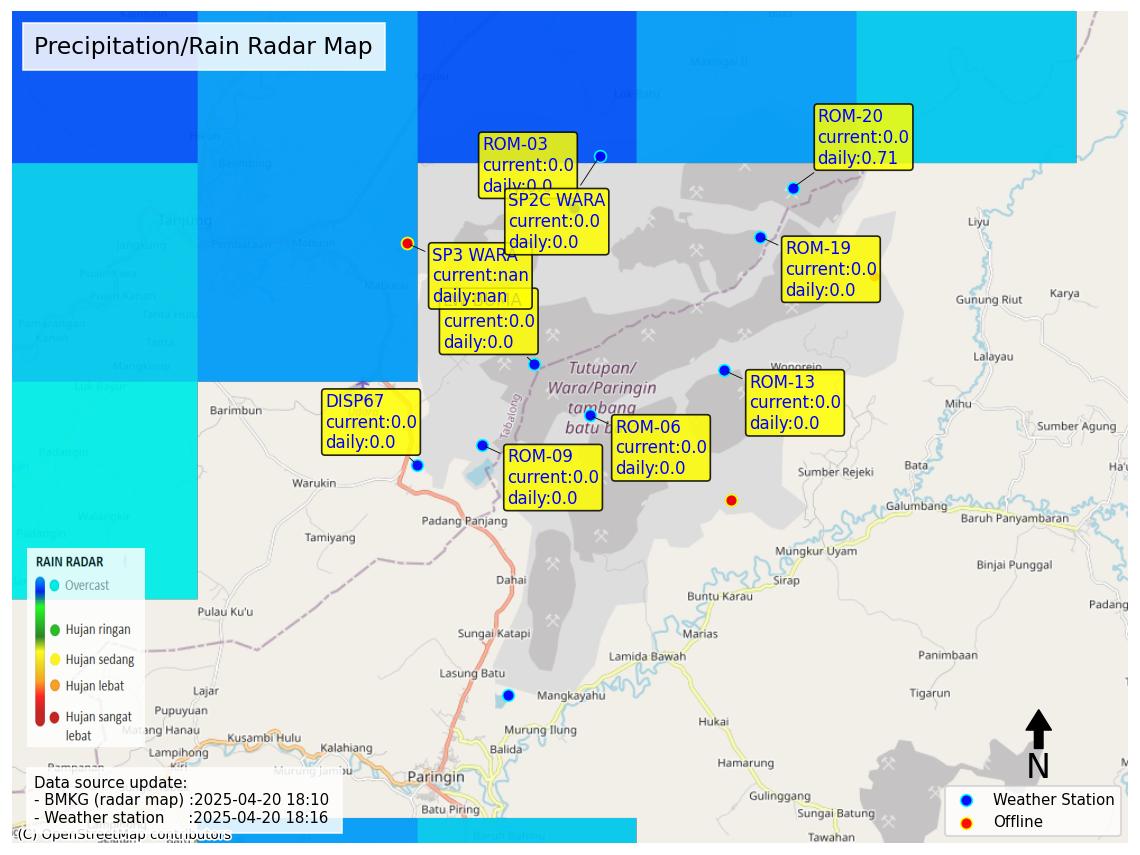 Precipitation/Rain Radar Map
ROM-20
current:0.0
daily:0.71
ROM-03
current:0.0
daily:0.0
SP2C WARA
current:0.0
daily:0.0
Liyu
ROM-19
current:0.0
daily:0.0
SP3 WARA
current:nan
daily:nan
current:0.0
daily:0.0
Tanjung
Gunung Riut
Karya
Lalayau
Wonorejo
Tutupan/
Wara/Paringin
tambang
batu b
Tabalong
ROM-13
current:0.0
daily:0.0
Mihu
DISP67
current:0.0
daily:0.0
Barimbun
ROM-06
current:0.0
daily:0.0
Sumber Agung
ROM-09
current:0.0
daily:0.0
Bata
Ha'u
Sumber Rejeki
Warukin
Galumbang
Baruh Panyambaran
Padang Panjang
Tamiyang
Mungkur Uyam
Binjai Punggal
Dahai
Sirap
Buntu Karau
Padang
Pulau Ku'u
Sungai Katapi
Marias
Lamida Bawah
Panimbaan
Lasung Batu
Mangkayahu
Tigarun
Lajar
Pupuyuan
Matang Hanau
Hukai
Murung Ilung
Kusambi Hulu
Lampihong
Kiri
Kalahiang
Balida
Hamarung
Pampanan
Murung Jambu
Paringin
Gulinggang
Batu Piring
Sungai Batung
Tawahan
RAIN RADAR
Overcast
Hujan ringan
Hujan sedang
Hujan lebat
Hujan sangat
lebat
Data source update:
- BMKG (radar map) :2025-04-20 18:10
- Weather station :2025-04-20 18:16
(C) OpenStreetMap contributors
N
Weather Station
Offline